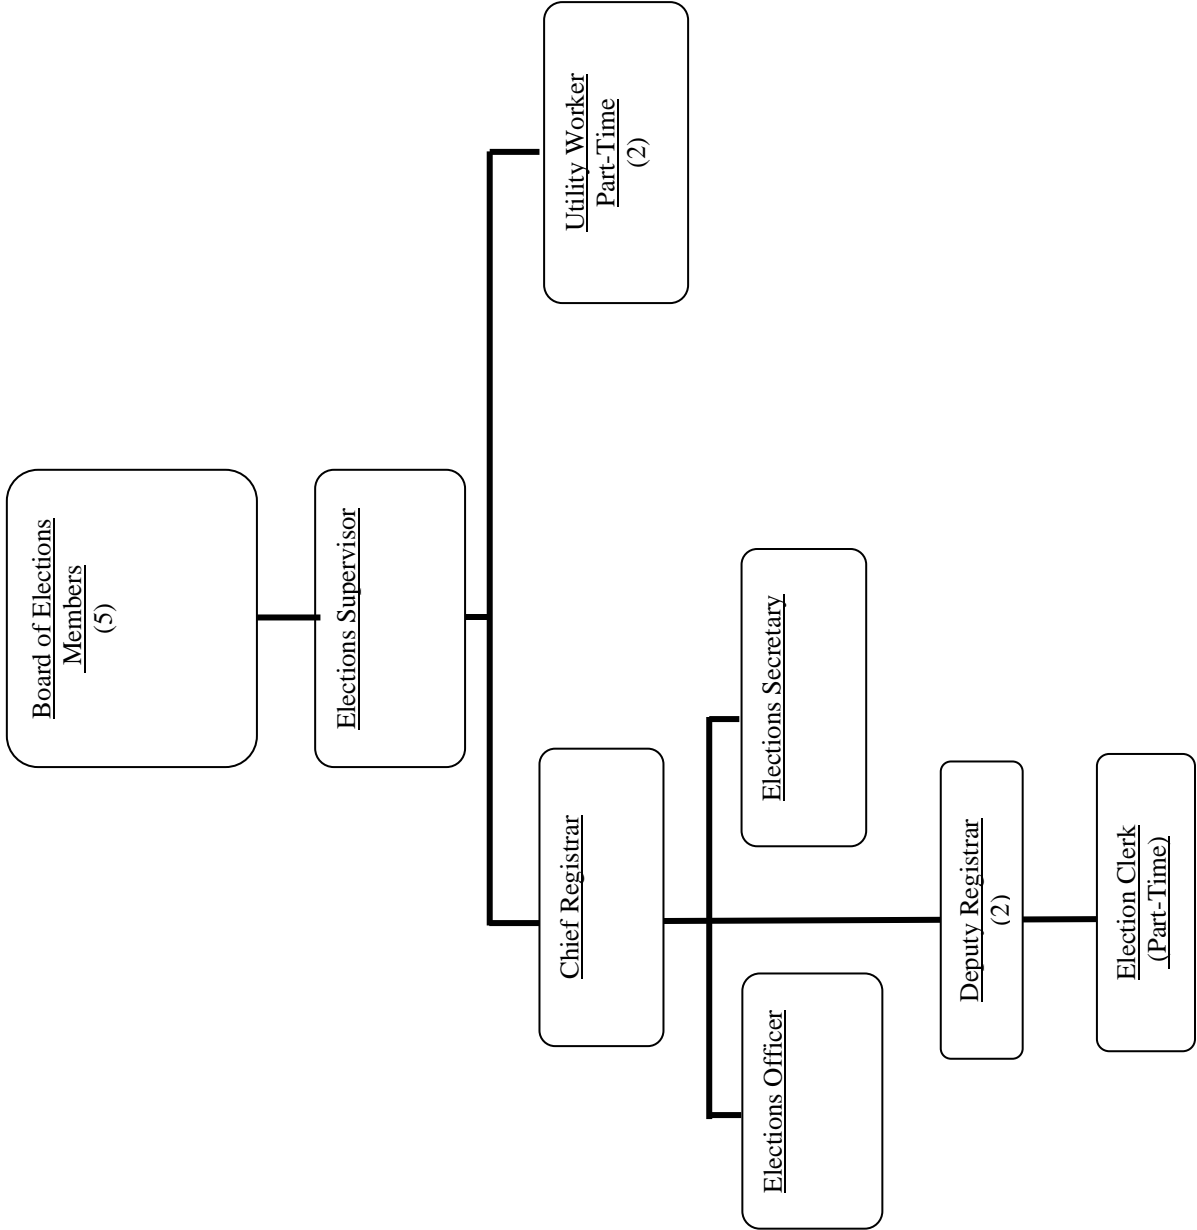 Board of Elections
Members
(5)
Elections Supervisor
Utility Worker
Part-Time
(2)
Chief Registrar
Elections Officer
Elections Secretary
Deputy Registrar
(2)
Election Clerk
(Part-Time)